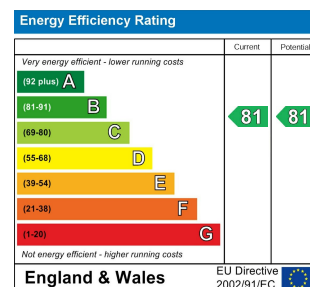 Energy Efficiency Rating
Current Potential
Very energy efficient - lower running costs
(92 plus) A
(81-91) B
81 81
(69-80) C
(55-68) D
(39-54) E
(21-38) F
(1-20) G
Not energy efficient - higher running costs
England & Wales
EU Directive
2002/91/EC